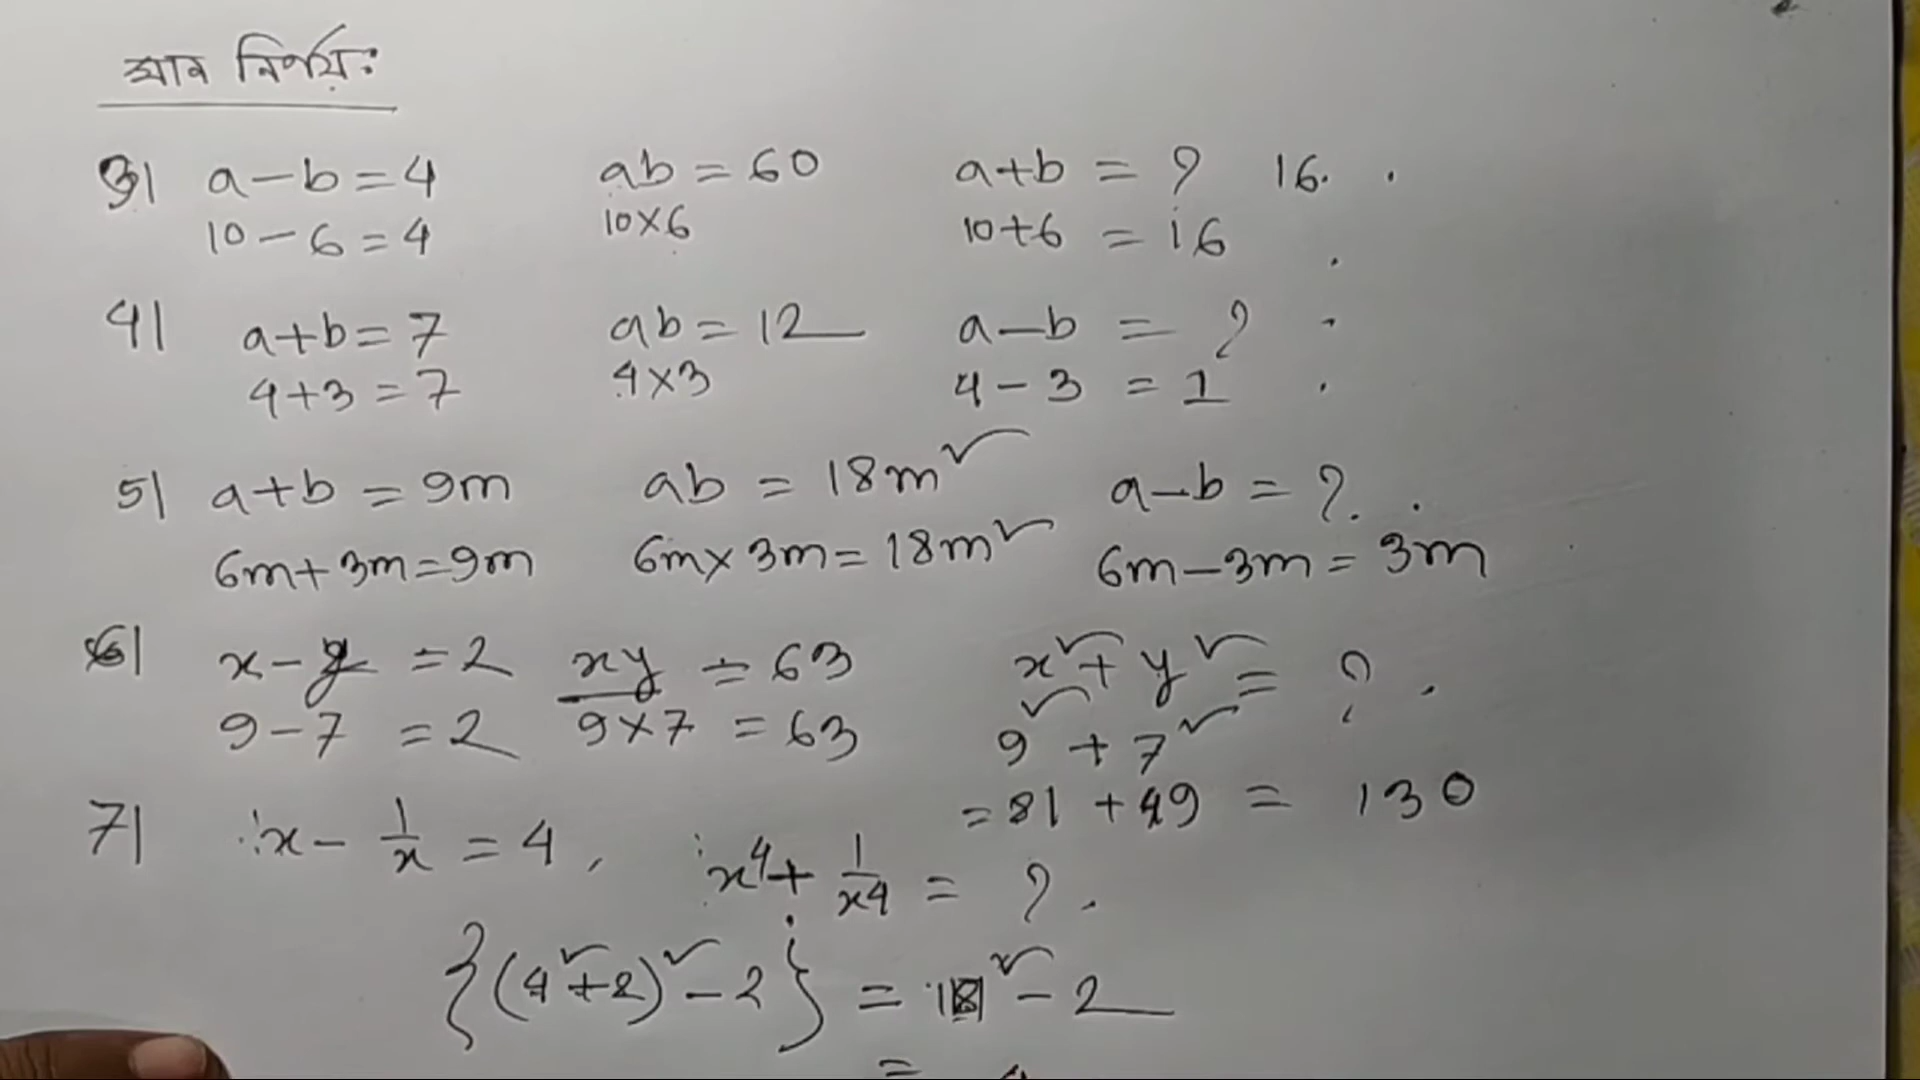 মান নির্ণয়ঃ
3| a-b=4 ab=60 a+b=? 16.
10-6=4 10×6 10+6=16
4| a+b=7 ab=12 a-b=?
4+3=7 4×3 4-3=1
5| a+b=9m ab=18m² a-b=?
6m+3m=9m 6m×3m=18m² 6m-3m=3m
6| x-y=2 xy=63 x²+y²=?
9-7=2 9×7=63 9²+7²
=81+49=130
7| x-1/x=4, x⁴+1/x⁴=?
{(4²+2)²-2}=18²-2
=